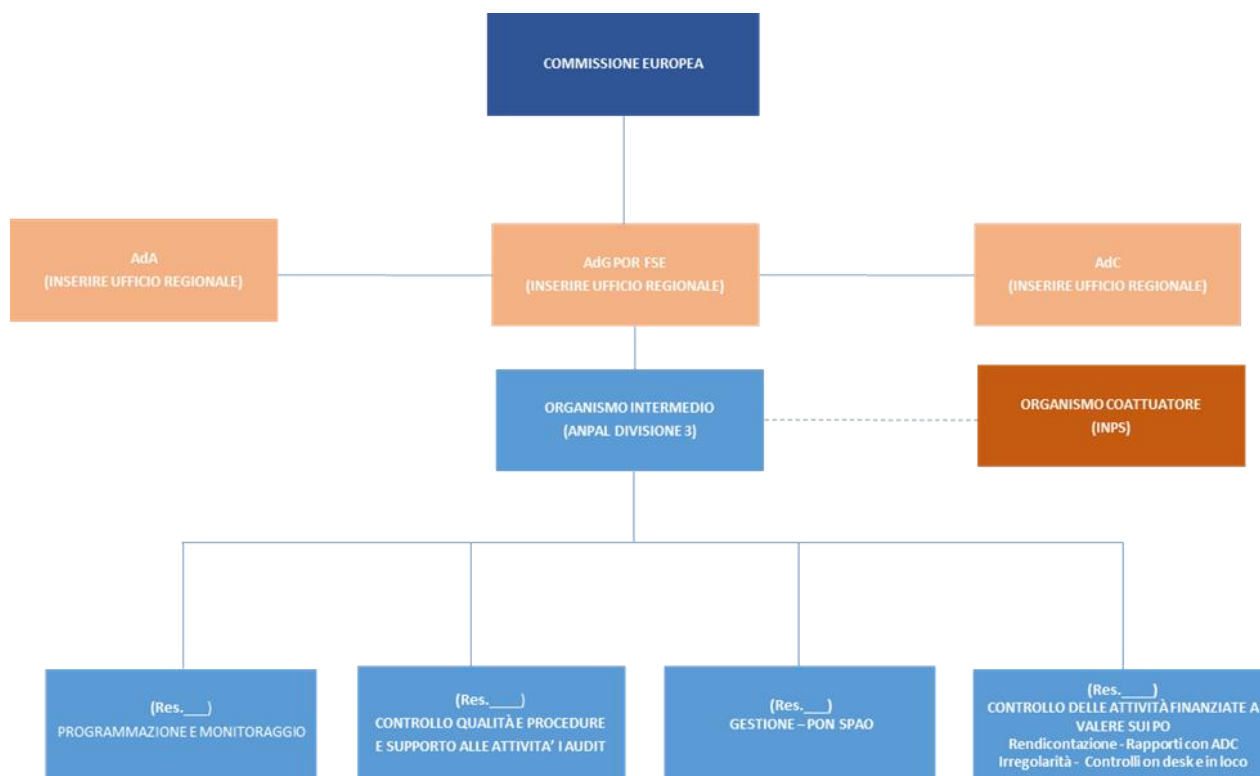 COMMISSIONE EUROPEA
AdA
(INSERIRE UFFICIO REGIONALE)
AdG POR FSE
(INSERIRE UFFICIO REGIONALE)
AdC
(INSERIRE UFFICIO REGIONALE)
ORGANISMO INTERMEDIO
(ANPAL DIVISIONE 3)
ORGANISMO COATTUATORE
(INPS)
(Res.___)
PROGRAMMAZIONE E MONITORAGGIO
(Res.____)
CONTROLLO QUALITÀ E PROCEDURE
E SUPPORTO ALLE ATTIVITA’ I AUDIT
(Res.___)
GESTIONE – PON SPAO
(Res.____)
CONTROLLO DELLE ATTIVITÀ FINANZIATE A
VALERE SUI PO
Rendicontazione - Rapporti con ADC
Irregolarità - Controlli on desk e in loco